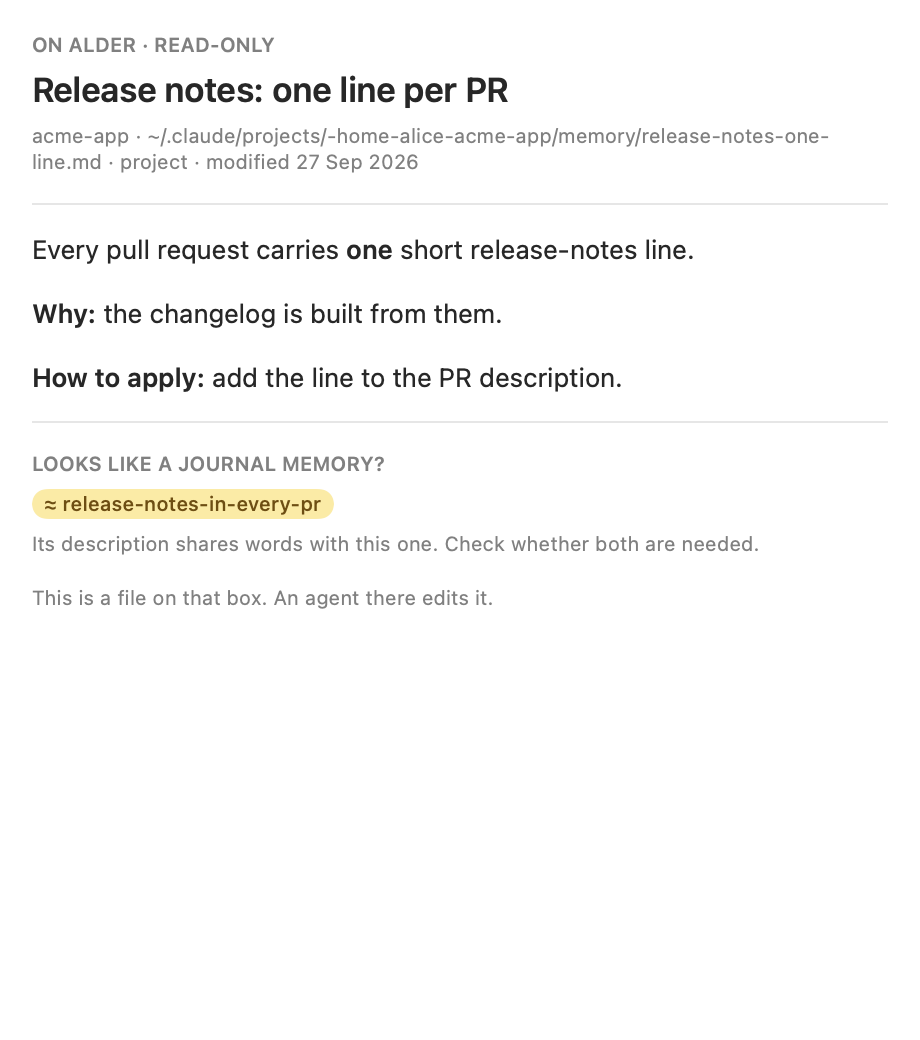 ON ALDER · READ-ONLY
Release notes: one line per PR
acme-app · ~/.claude/projects/-home-alice-acme-app/memory/release-notes-one-
line.md · project · modified 27 Sep 2026
Every pull request carries one short release-notes line.
Why: the changelog is built from them.
How to apply: add the line to the PR description.
LOOKS LIKE A JOURNAL MEMORY?
≈ release-notes-in-every-pr
Its description shares words with this one. Check whether both are needed.
This is a file on that box. An agent there edits it.